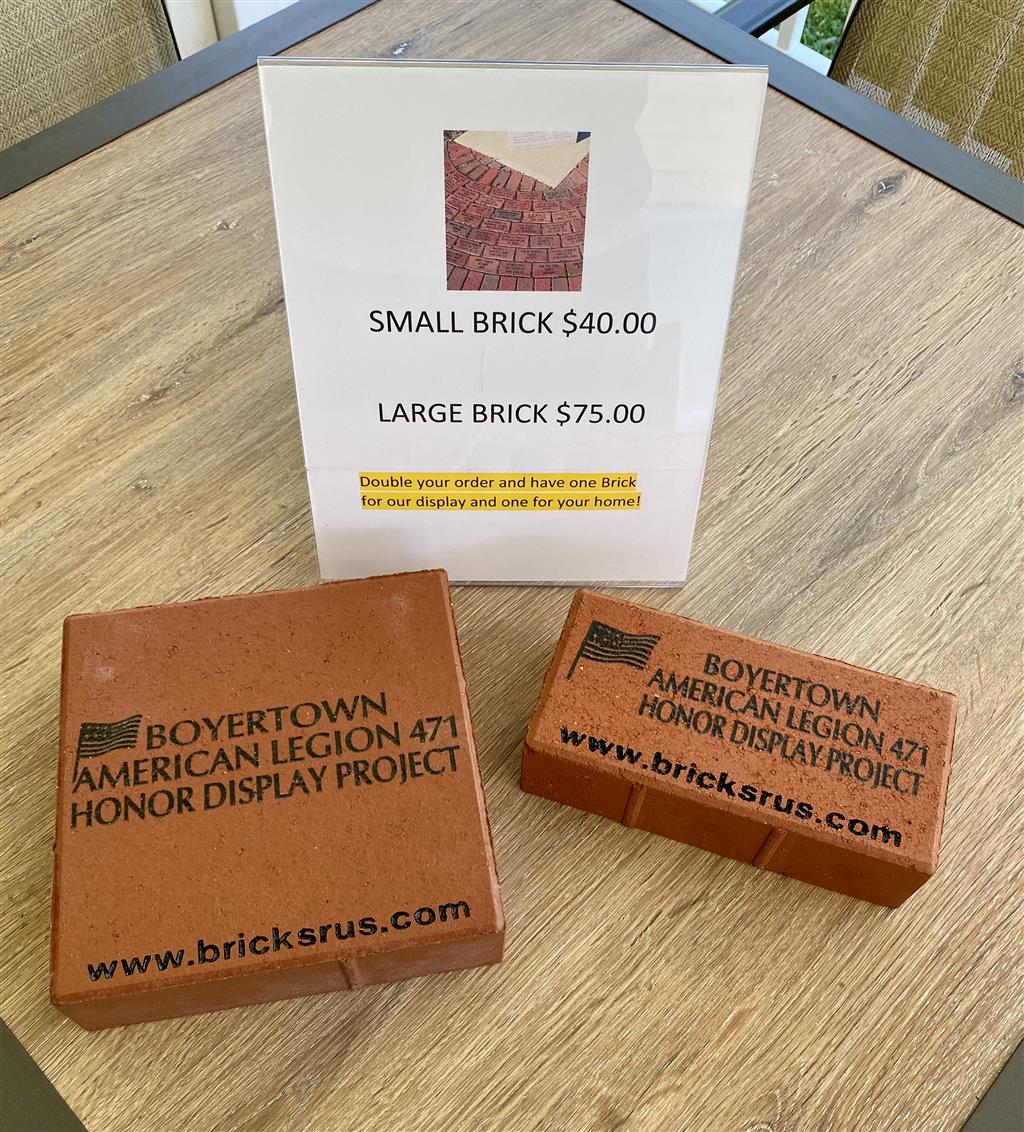 SMALL BRICK $40.00
LARGE BRICK $75.00
Double your order and have one Brick
for our display and one for your home!
BOYERTOWN
AMERICAN LEGION 471
HONOR DISPLAY PROJECT
www.bricksrus.com
BOYERTOWN
AMERICAN LEGION 471
HONOR DISPLAY PROJECT
www.bricksrus.com